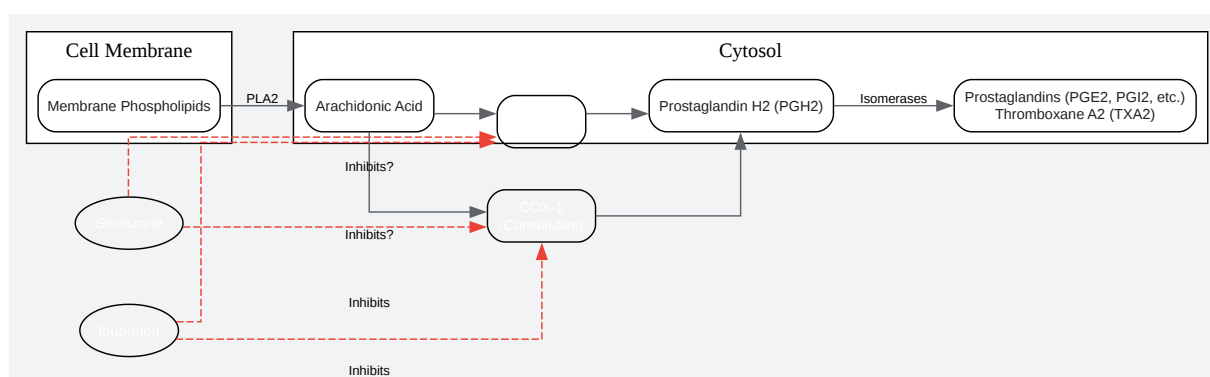 Cell Membrane
Cytosol
Membrane Phospholipids
PLA2
Arachidonic Acid
Prostaglandin H2 (PGH2)
Isomerases
Prostaglandins (PGE2, PGI2, etc.)
Thromboxane A2 (TXA2)
Inhibits?
Seclazone
COX-1
(Constitutive)
Inhibits?
Inhibits
Ibuprofen
Inhibits